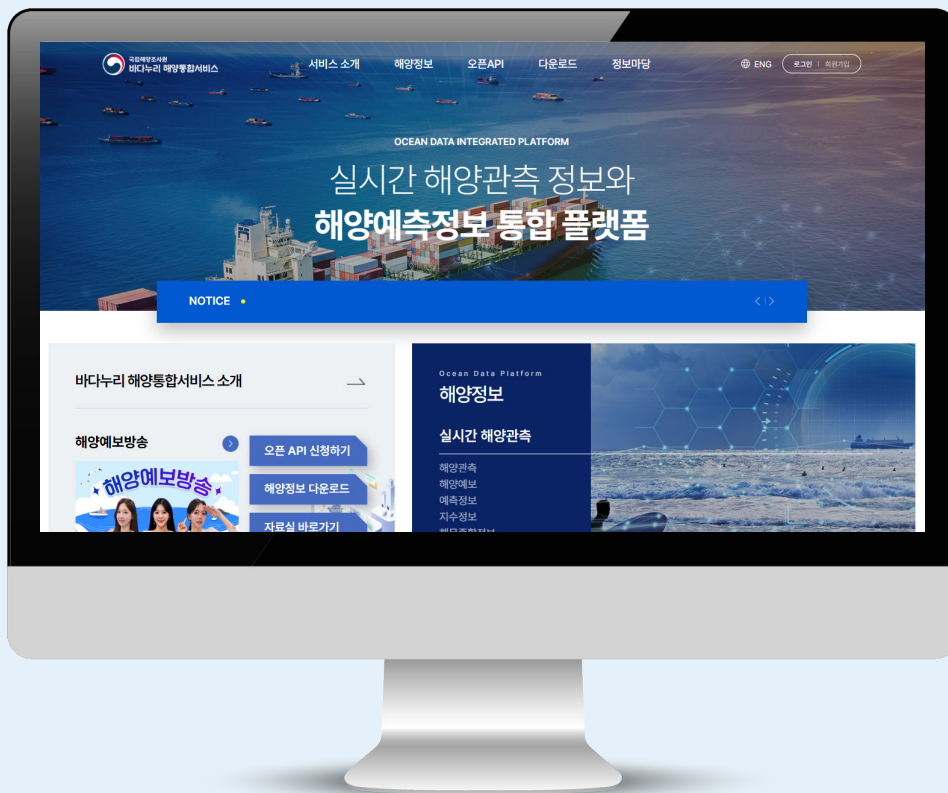 국립해양조사원
바다누리 해양통합서비스
서비스 소개 해양정보 오픈API 다운로드 정보마당
ENG 로그인 회원가입
OCEAN DATA INTEGRATED PLATFORM
실시간 해양관측 정보와
해양예측정보 통합 플랫폼
NOTICE
바다누리 해양통합서비스 소개
해양예보방송
해양예보방송
오픈 API 신청하기
해양정보 다운로드
자료실 바로가기
Ocean Data Platform
해양정보
실시간 해양관측
해양관측
해양예보
예측정보
지수정보